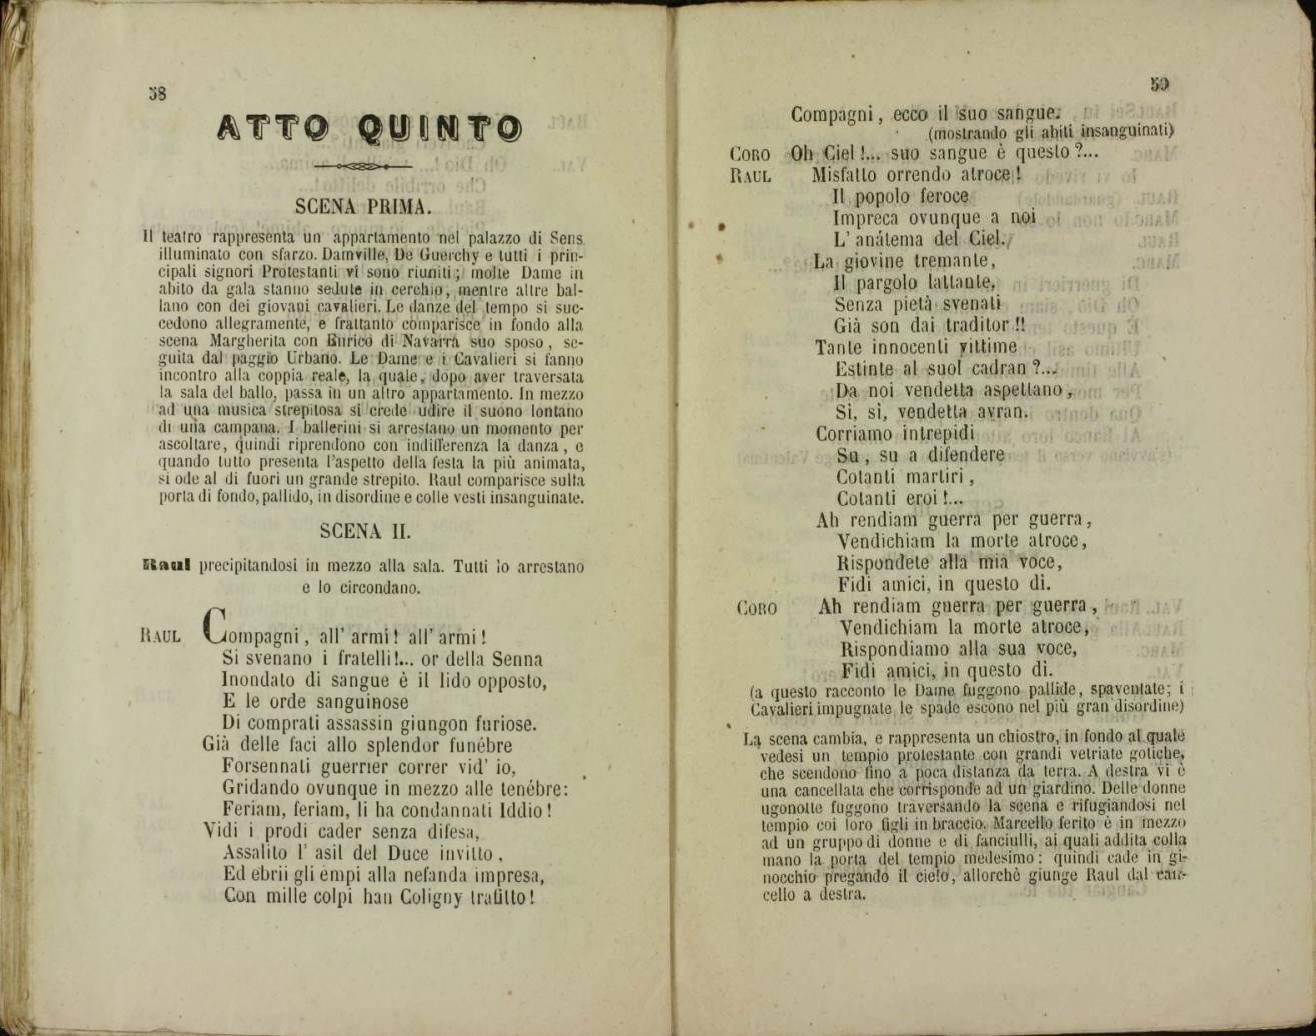 58
ATTO QUINTO
SCENA PRIMA.
Il teatro rappresenta un appartamento nel palazzo di Sens
illuminato con sfarzo. Damville, De Guerchy e tutti i prin-
cipali signori Protestanti vi sono riuniti; molte Dame in
abito da gala stanno sedute in cerchio, mentre altre bal-
lano con dei giovani cavalieri. Le danze del tempo si suc-
cedono allegramente, e frattanto comparisce in fondo alla
scena Margherita con Enrico di Navarra suo sposo, se-
guita dal paggio Urbano. Le Dame e i Cavalieri si fanno
incontro alla coppia reale, la quale, dopo aver traversata
la sala del ballo, passa in un altro appartamento. In mezzo
ad una musica strepitosa si crede udire il suono lontano
di una campana. I ballerini si arrestano un momento per
ascoltare, quindi riprendono con indifferenza la danza, e
quando tutto presenta l'aspetto della festa la più animata,
si ode al di fuori un grande strepito. Raul comparisce sulla
porta di fondo, pallido, in disordine e colle vesti insanguinate.
SCENA II.
Raul precipitandosi in mezzo alla sala. Tutti lo arrestano
e lo circondano.
RAUL Compagni, all' armi! all' armi!
Si svenano i fratelli!... or della Senna
Inondato di sangue è il lido opposto,
E le orde sanguinose
Di comprati assassin giungon furiose.
Già delle faci allo splendor funébre
Forsennati guerrier correr vid' io,
Gridando ovunque in mezzo alle tenébre:
Feriam, feriam, li ha condannati Iddio!
Vidi i prodi cader senza difesa,
Assalito l' asil del Duce invitto,
Ed ebrii gli empi alla nefanda impresa,
Con mille colpi han Coligny trafitto!
59
Compagni, ecco il suo sangue.
(mostrando gli abiti insanguinati)
CORO Oh Ciel!... suo sangue è questo?...
RAUL Misfatto orrendo atroce!
Il popolo feroce
Impreca ovunque a noi
L' anátema del Ciel.
La giovine tremante,
Il pargolo lattante,
Senza pietà svenati
Già son dai traditor!!
Tante innocenti vittime
Estinte al suol cadran?...
Da noi vendetta aspettano,
Sì, sì, vendetta avran.
Corriamo intrepidi
Su, su a difendere
Cotanti martiri,
Cotanti eroi!...
Ah rendiam guerra per guerra,
Vendichiam la morte atroce,
Rispondete alla mia voce,
Fidi amici, in questo dì.
CORO Ah rendiam guerra per guerra,
Vendichiam la morte atroce,
Rispondiamo alla sua voce,
Fidi amici, in questo dì.
(a questo racconto le Dame fuggono pallide, spaventate; i
Cavalieri impugnate le spade escono nel più gran disordine)
La scena cambia, e rappresenta un chiostro, in fondo al quale
vedesi un tempio protestante con grandi vetriate gotiche,
che scendono fino a poca distanza da terra. A destra vi è
una cancellata che corrisponde ad un giardino. Delle donne
ugonotte fuggono traversando la scena e rifugiandosi nel
tempio coi loro figli in braccio. Marcello ferito è in mezzo
ad un gruppo di donne e di fanciulli, ai quali addita colla
mano la porta del tempio medesimo: quindi cade in gi-
nocchio pregando il cielo, allorchè giunge Raul dal can-
cello a destra.